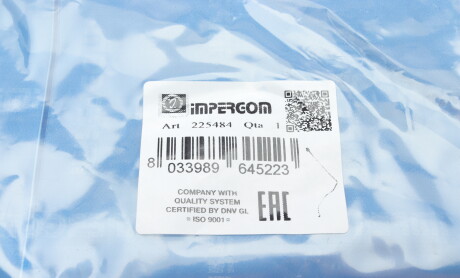 iMPERGOM
Art 225484 Qta 1
8 033989 645223
COMPANY WITH
QUALITY SYSTEM
CERTIFIED BY DNV GL
= ISO 9001 =
EAC